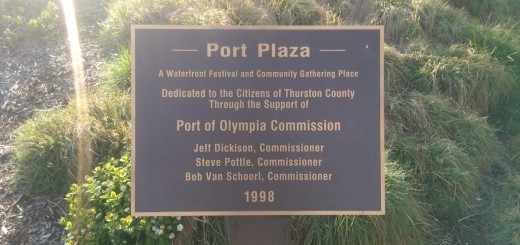 Port Plaza
A Waterfront Festival and Community Gathering Place
Dedicated to the Citizens of Thurston County
Through the Support of
Port of Olympia Commission
Jeff Dickison, Commissioner
Steve Pottle, Commissioner
Bob Van Schoorl, Commissioner
1998